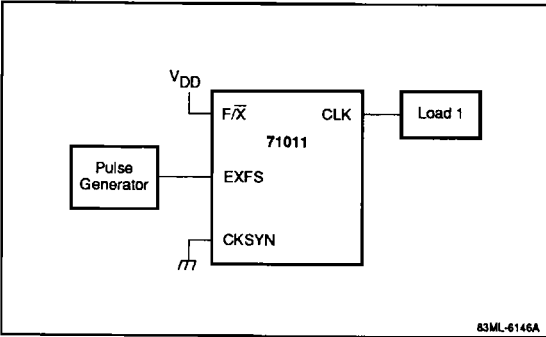 VDD
F/X̅
CLK
Load 1
71011
Pulse
Generator
EXFS
CKSYN
83ML-6146A